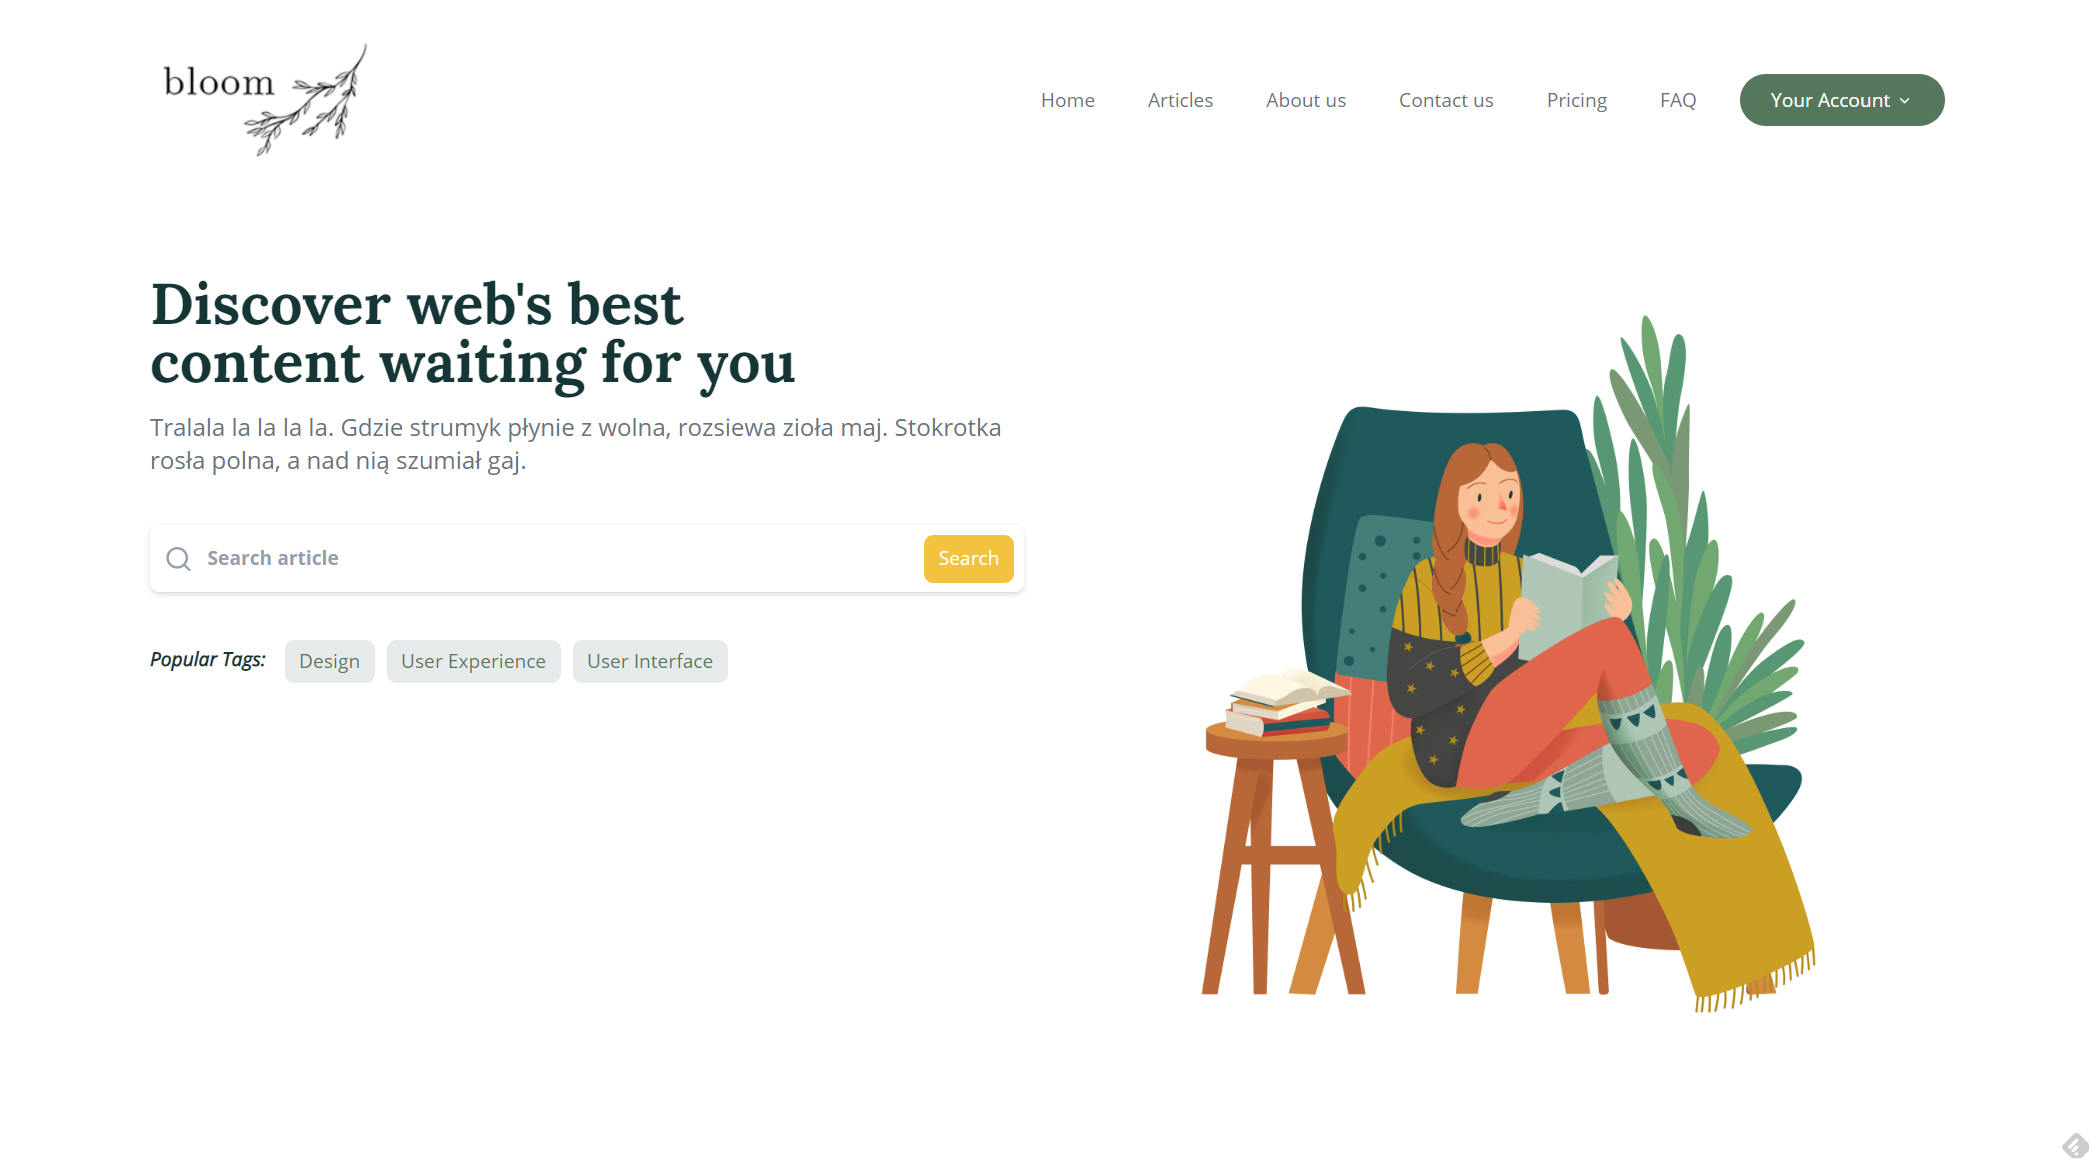 bloom
Home Articles About us Contact us Pricing FAQ Your Account
Discover web's best
content waiting for you
Tralala la la la la. Gdzie strumyk płynie z wolna, rozsiewa zioła maj. Stokrotka
rosła polna, a nad nią szumiał gaj.
Search article Search
Popular Tags: Design User Experience User Interface